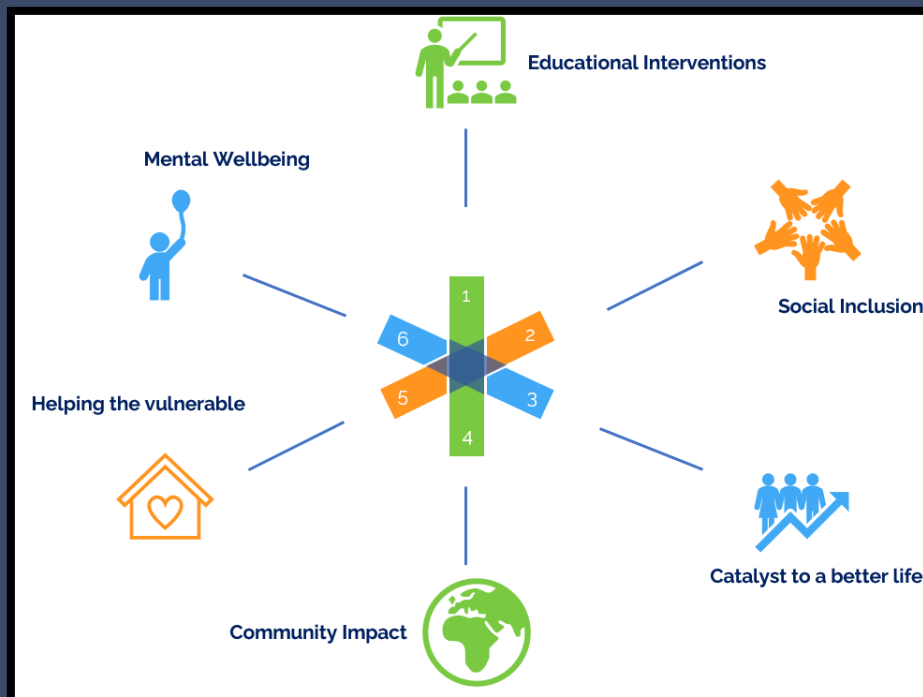 Educational Interventions
Mental Wellbeing
Social Inclusion
1
2
6
3
5
4
Helping the vulnerable
Catalyst to a better life
Community Impact